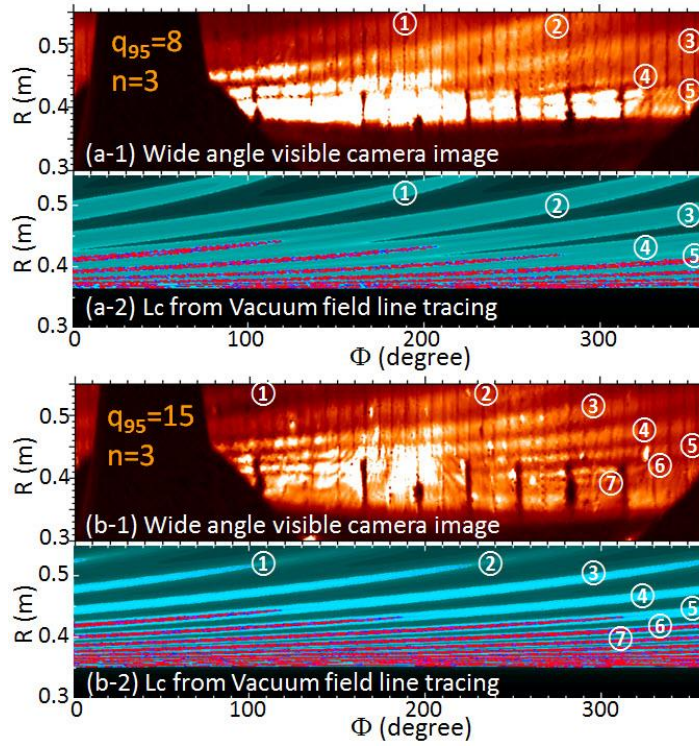 0.5
0.4
0.3
R (m)
q95=8
n=3
① ② ③ ④ ⑤
(a-1) Wide angle visible camera image
0.5
0.4
0.3
R (m)
① ② ③ ④ ⑤
(a-2) Lc from Vacuum field line tracing
0 100 200 300
Φ (degree)
0.5
0.4
0.3
R (m)
q95=15
n=3
① ② ③ ④ ⑤ ⑥ ⑦
(b-1) Wide angle visible camera image
0.5
0.4
0.3
R (m)
① ② ③ ④ ⑤ ⑥ ⑦
(b-2) Lc from Vacuum field line tracing
0 100 200 300
Φ (degree)